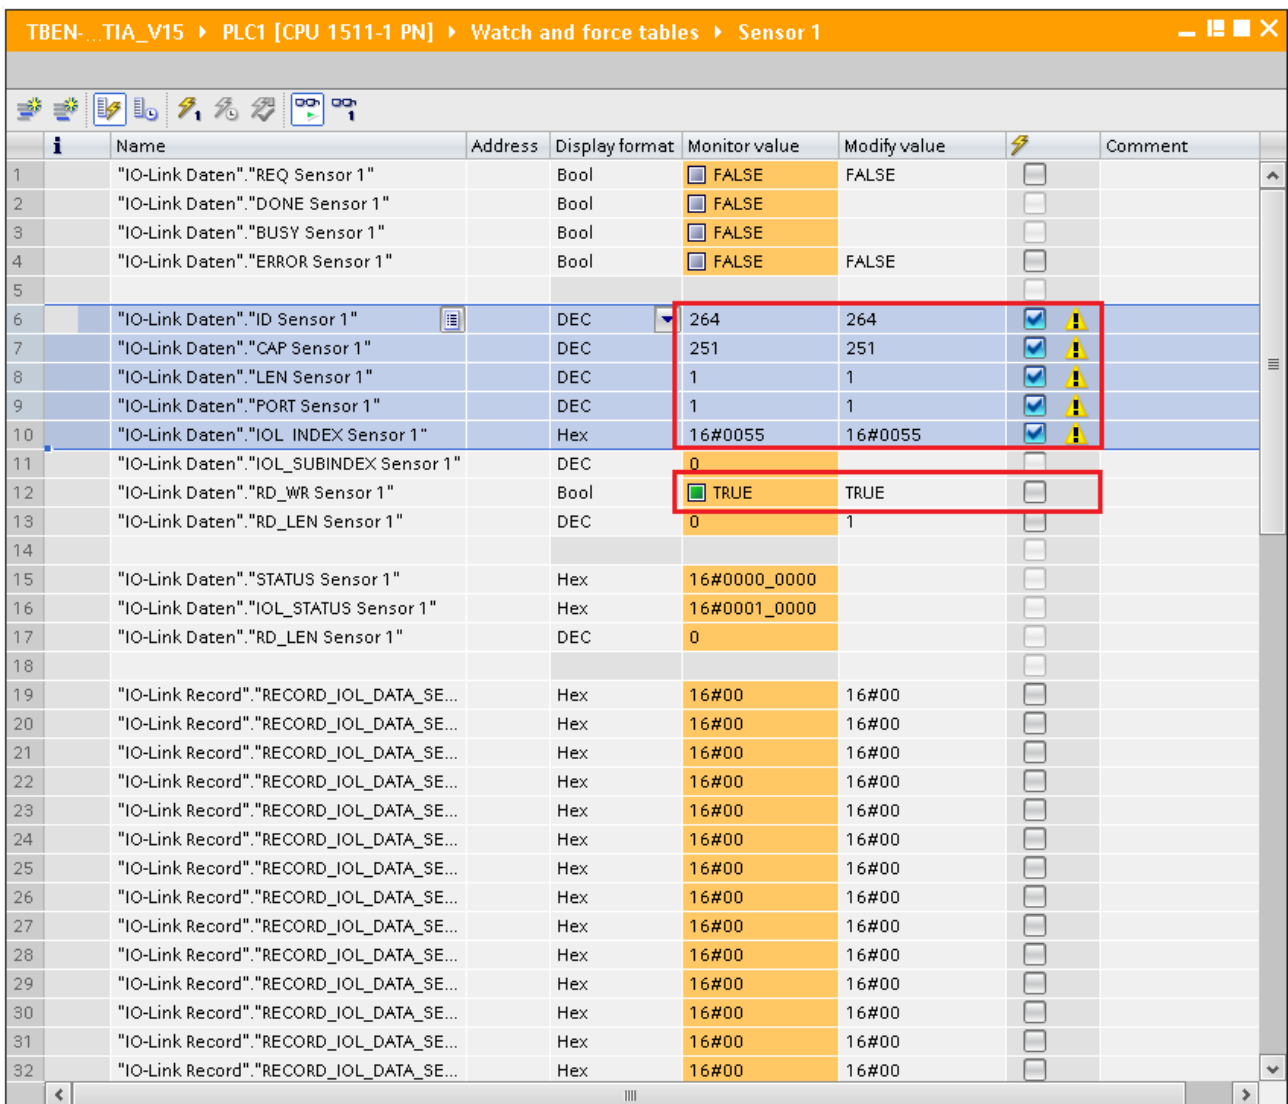 TBEN-...TIA_V15 ▸ PLC1 [CPU 1511-1 PN] ▸ Watch and force tables ▸ Sensor 1
i Name Address Display format Monitor value Modify value Comment
1 "IO-Link Daten"."REQ Sensor 1" Bool FALSE FALSE
2 "IO-Link Daten"."DONE Sensor 1" Bool FALSE
3 "IO-Link Daten"."BUSY Sensor 1" Bool FALSE
4 "IO-Link Daten"."ERROR Sensor 1" Bool FALSE FALSE
5
6 "IO-Link Daten"."ID Sensor 1" DEC 264 264
7 "IO-Link Daten"."CAP Sensor 1" DEC 251 251
8 "IO-Link Daten"."LEN Sensor 1" DEC 1 1
9 "IO-Link Daten"."PORT Sensor 1" DEC 1 1
10 "IO-Link Daten"."IOL_INDEX Sensor 1" Hex 16#0055 16#0055
11 "IO-Link Daten"."IOL_SUBINDEX Sensor 1" DEC 0
12 "IO-Link Daten"."RD_WR Sensor 1" Bool TRUE TRUE
13 "IO-Link Daten"."RD_LEN Sensor 1" DEC 0 1
14
15 "IO-Link Daten"."STATUS Sensor 1" Hex 16#0000_0000
16 "IO-Link Daten"."IOL_STATUS Sensor 1" Hex 16#0001_0000
17 "IO-Link Daten"."RD_LEN Sensor 1" DEC 0
18
19 "IO-Link Record"."RECORD_IOL_DATA_SE... Hex 16#00 16#00
20 "IO-Link Record"."RECORD_IOL_DATA_SE... Hex 16#00 16#00
21 "IO-Link Record"."RECORD_IOL_DATA_SE... Hex 16#00 16#00
22 "IO-Link Record"."RECORD_IOL_DATA_SE... Hex 16#00 16#00
23 "IO-Link Record"."RECORD_IOL_DATA_SE... Hex 16#00 16#00
24 "IO-Link Record"."RECORD_IOL_DATA_SE... Hex 16#00 16#00
25 "IO-Link Record"."RECORD_IOL_DATA_SE... Hex 16#00 16#00
26 "IO-Link Record"."RECORD_IOL_DATA_SE... Hex 16#00 16#00
27 "IO-Link Record"."RECORD_IOL_DATA_SE... Hex 16#00 16#00
28 "IO-Link Record"."RECORD_IOL_DATA_SE... Hex 16#00 16#00
29 "IO-Link Record"."RECORD_IOL_DATA_SE... Hex 16#00 16#00
30 "IO-Link Record"."RECORD_IOL_DATA_SE... Hex 16#00 16#00
31 "IO-Link Record"."RECORD_IOL_DATA_SE... Hex 16#00 16#00
32 "IO-Link Record"."RECORD_IOL_DATA_SE... Hex 16#00 16#00